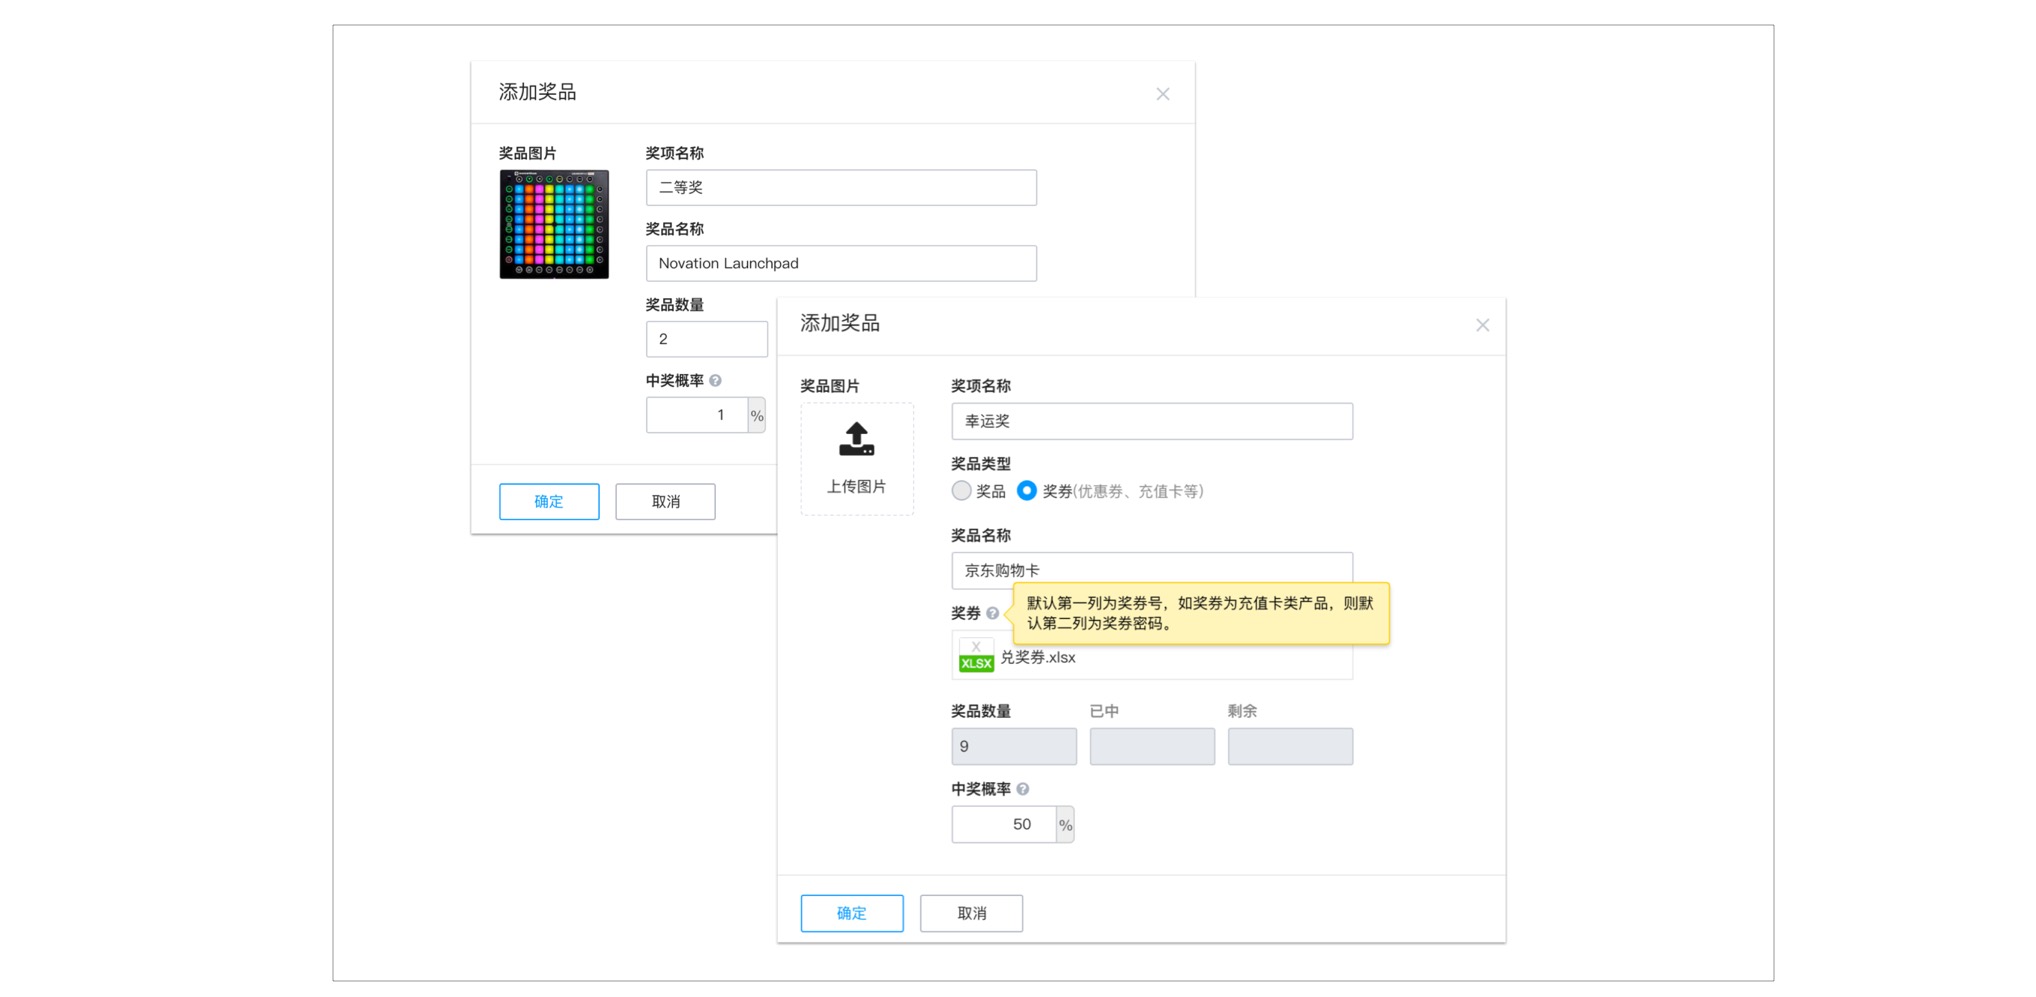 添加奖品
奖品图片
奖项名称
二等奖
奖品名称
Novation Launchpad
奖品数量
2
中奖概率
1 %
确定 取消
添加奖品
奖品图片
上传图片
奖项名称
幸运奖
奖品类型
奖品 奖券(优惠券、充值卡等)
奖品名称
京东购物卡
奖券
默认第一列为奖券号，如奖券为充值卡类产品，则默
认第二列为奖券密码。
X
XLSX 兑奖券.xlsx
奖品数量 已中 剩余
9
中奖概率
50 %
确定 取消